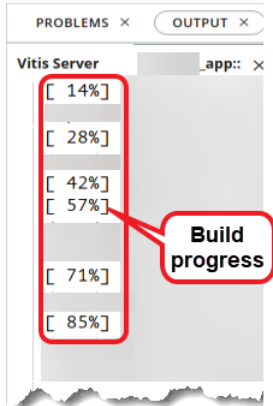 PROBLEMS × OUTPUT ×
Vitis Server _app:: ×
[ 14%]
[ 28%]
[ 42%]
[ 57%]
Build
progress
[ 71%]
[ 85%]